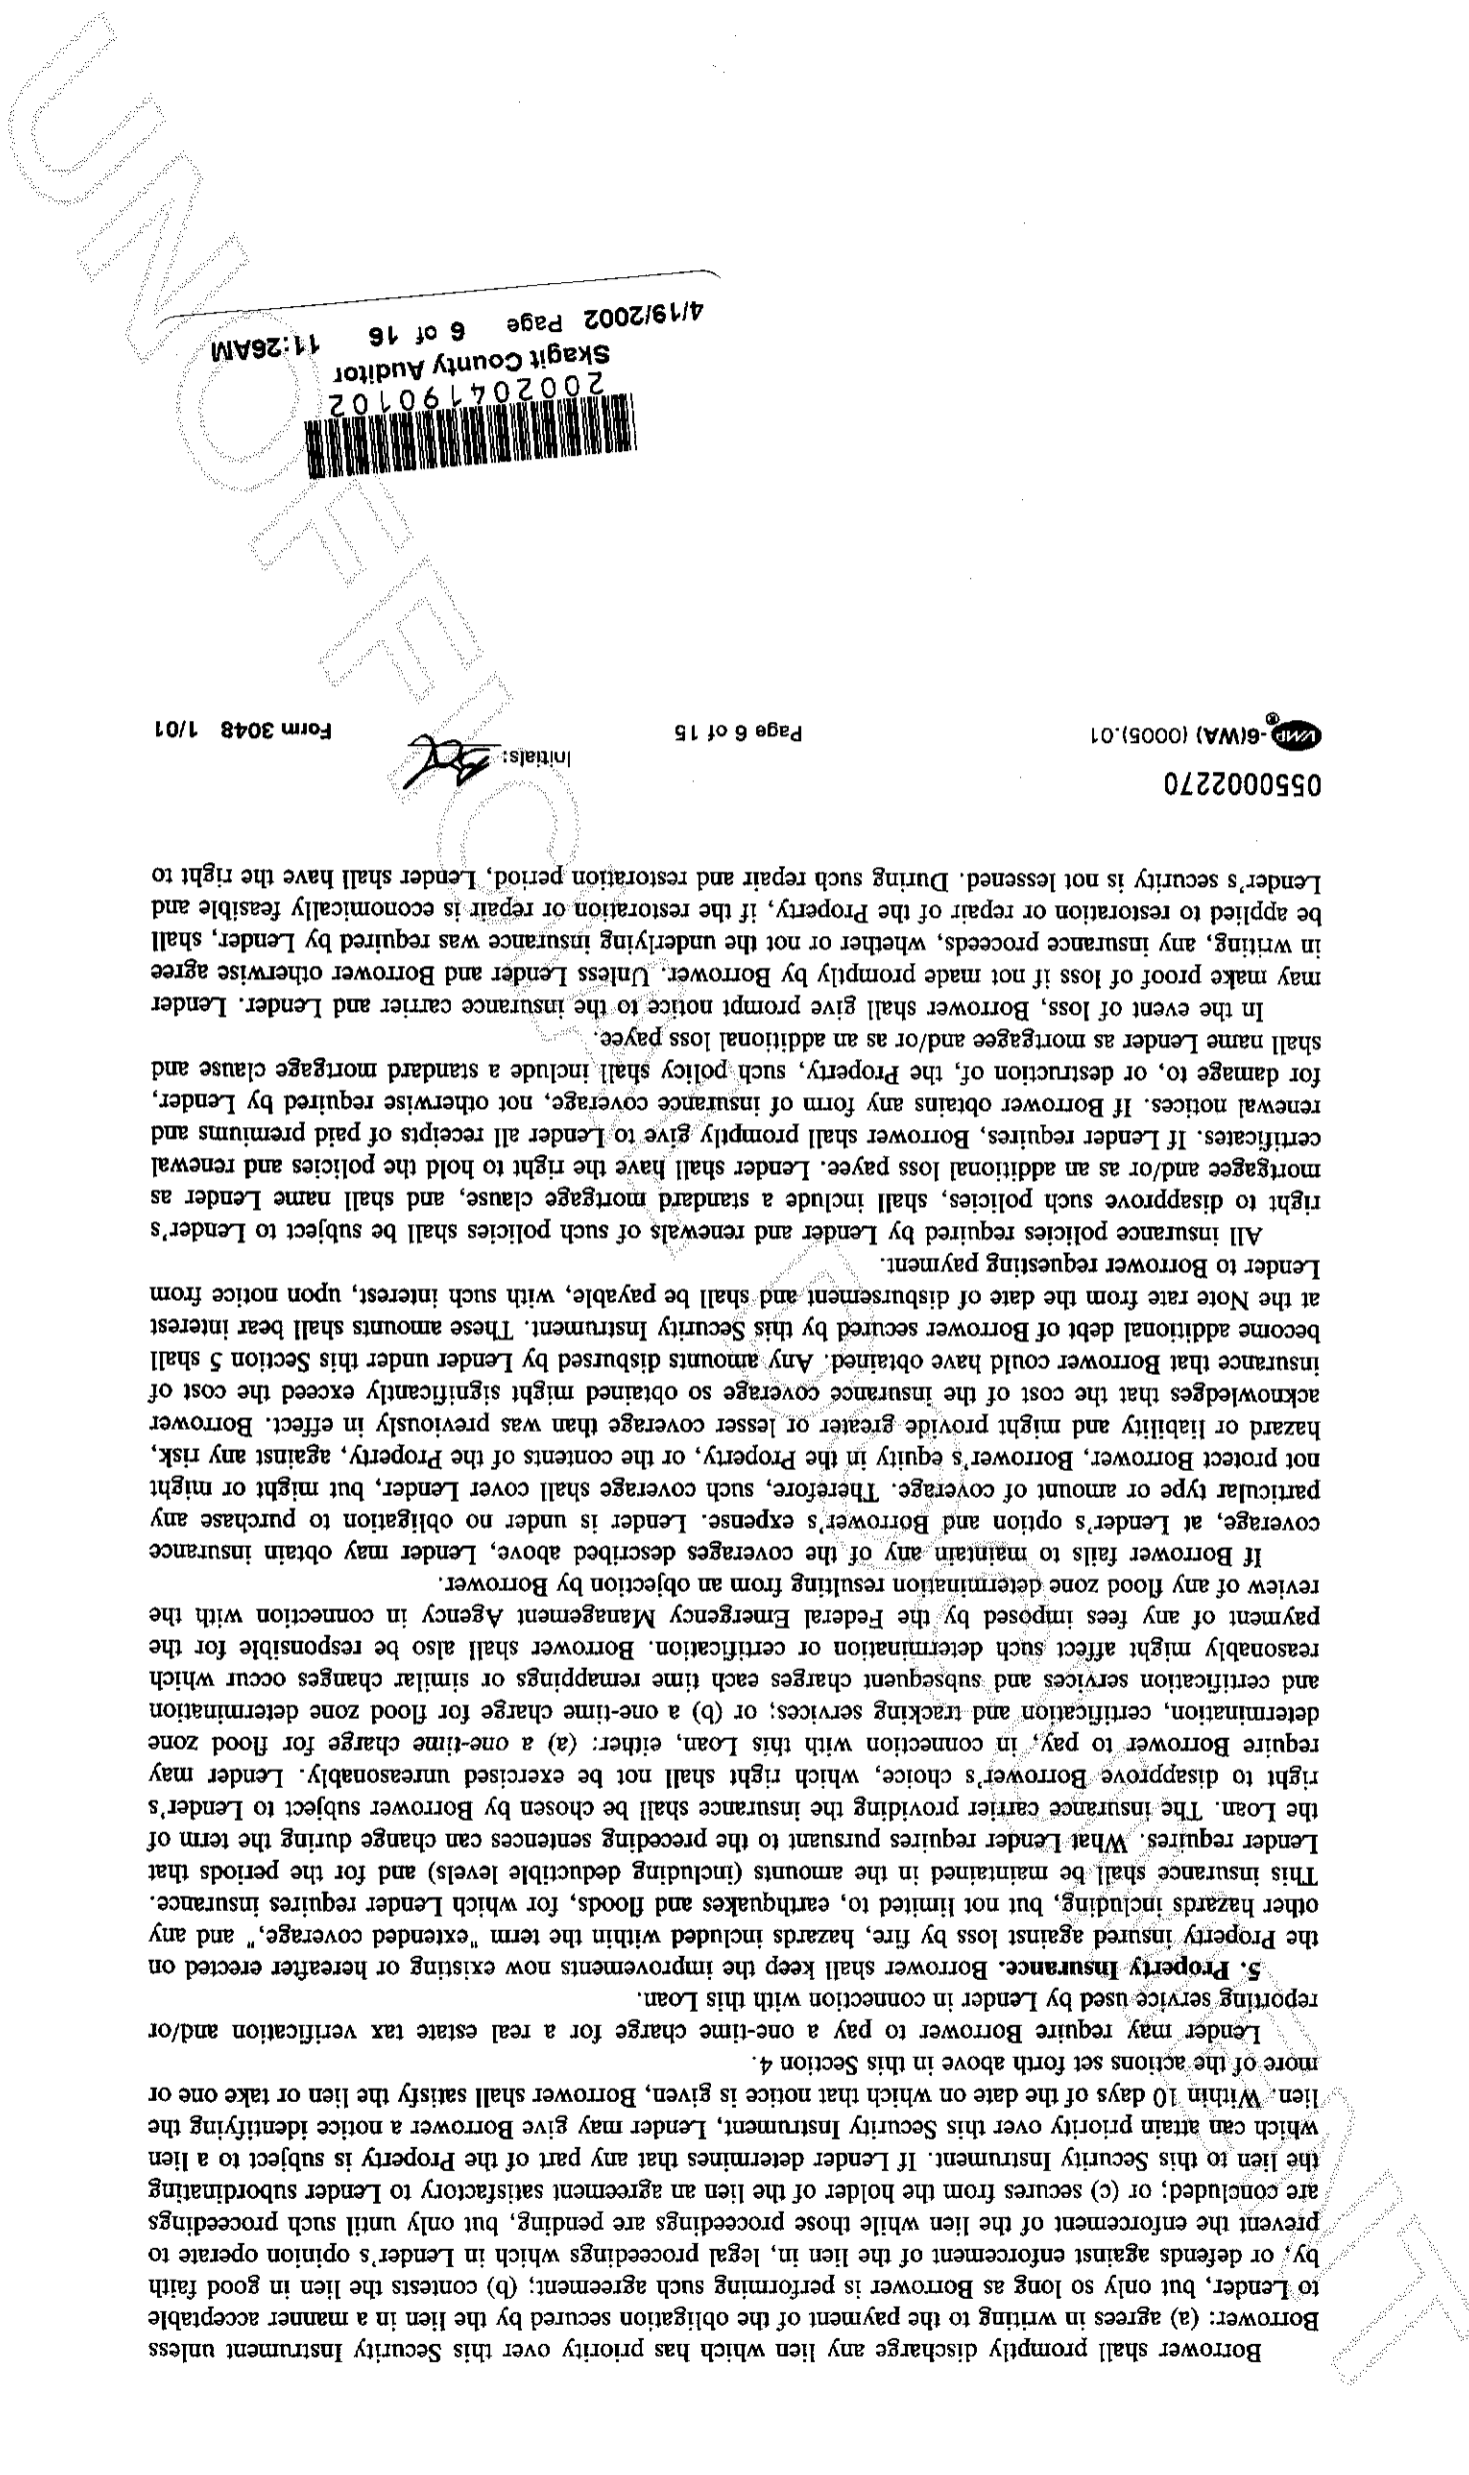 Borrower shall promptly discharge any lien which has priority over this Security Instrument unless
Borrower: (a) agrees in writing to the payment of the obligation secured by the lien in a manner acceptable
to Lender, but only so long as Borrower is performing such agreement; (b) contests the lien in good faith
by, or defends against enforcement of the lien in, legal proceedings which in Lender's opinion operate to
prevent the enforcement of the lien while those proceedings are pending, but only until such proceedings
are concluded; or (c) secures from the holder of the lien an agreement satisfactory to Lender subordinating
the lien to this Security Instrument. If Lender determines that any part of the Property is subject to a lien
which can attain priority over this Security Instrument, Lender may give Borrower a notice identifying the
lien. Within 10 days of the date on which that notice is given, Borrower shall satisfy the lien or take one or
more of the actions set forth above in this Section 4.
Lender may require Borrower to pay a one-time charge for a real estate tax verification and/or
reporting service used by Lender in connection with this Loan.
5. Property Insurance. Borrower shall keep the improvements now existing or hereafter erected on
the Property insured against loss by fire, hazards included within the term "extended coverage," and any
other hazards including, but not limited to, earthquakes and floods, for which Lender requires insurance.
This insurance shall be maintained in the amounts (including deductible levels) and for the periods that
Lender requires. What Lender requires pursuant to the preceding sentences can change during the term of
the Loan. The insurance carrier providing the insurance shall be chosen by Borrower subject to Lender's
right to disapprove Borrower's choice, which right shall not be exercised unreasonably. Lender may
require Borrower to pay, in connection with this Loan, either: (a) a one-time charge for flood zone
determination, certification and tracking services; or (b) a one-time charge for flood zone determination
and certification services and subsequent charges each time remappings or similar changes occur which
reasonably might affect such determination or certification. Borrower shall also be responsible for the
payment of any fees imposed by the Federal Emergency Management Agency in connection with the
review of any flood zone determination resulting from an objection by Borrower.
If Borrower fails to maintain any of the coverages described above, Lender may obtain insurance
coverage, at Lender's option and Borrower's expense. Lender is under no obligation to purchase any
particular type or amount of coverage. Therefore, such coverage shall cover Lender, but might or might
not protect Borrower, Borrower's equity in the Property, or the contents of the Property, against any risk,
hazard or liability and might provide greater or lesser coverage than was previously in effect. Borrower
acknowledges that the cost of the insurance coverage so obtained might significantly exceed the cost of
insurance that Borrower could have obtained. Any amounts disbursed by Lender under this Section 5 shall
become additional debt of Borrower secured by this Security Instrument. These amounts shall bear interest
at the Note rate from the date of disbursement and shall be payable, with such interest, upon notice from
Lender to Borrower requesting payment.
All insurance policies required by Lender and renewals of such policies shall be subject to Lender's
right to disapprove such policies, shall include a standard mortgage clause, and shall name Lender as
mortgagee and/or as an additional loss payee. Lender shall have the right to hold the policies and renewal
certificates. If Lender requires, Borrower shall promptly give to Lender all receipts of paid premiums and
renewal notices. If Borrower obtains any form of insurance coverage, not otherwise required by Lender,
for damage to, or destruction of, the Property, such policy shall include a standard mortgage clause and
shall name Lender as mortgagee and/or as an additional loss payee.
In the event of loss, Borrower shall give prompt notice to the insurance carrier and Lender. Lender
may make proof of loss if not made promptly by Borrower. Unless Lender and Borrower otherwise agree
in writing, any insurance proceeds, whether or not the underlying insurance was required by Lender, shall
be applied to restoration or repair of the Property, if the restoration or repair is economically feasible and
Lender's security is not lessened. During such repair and restoration period, Lender shall have the right to
0550002270
VMP®-6(WA) (0005).01 Page 6 of 15 Initials: Form 3048 1/01
200204190102
Skagit County Auditor
4/19/2002 Page 6 of 16 11:26AM
UNOFFICIAL DOCUMENT